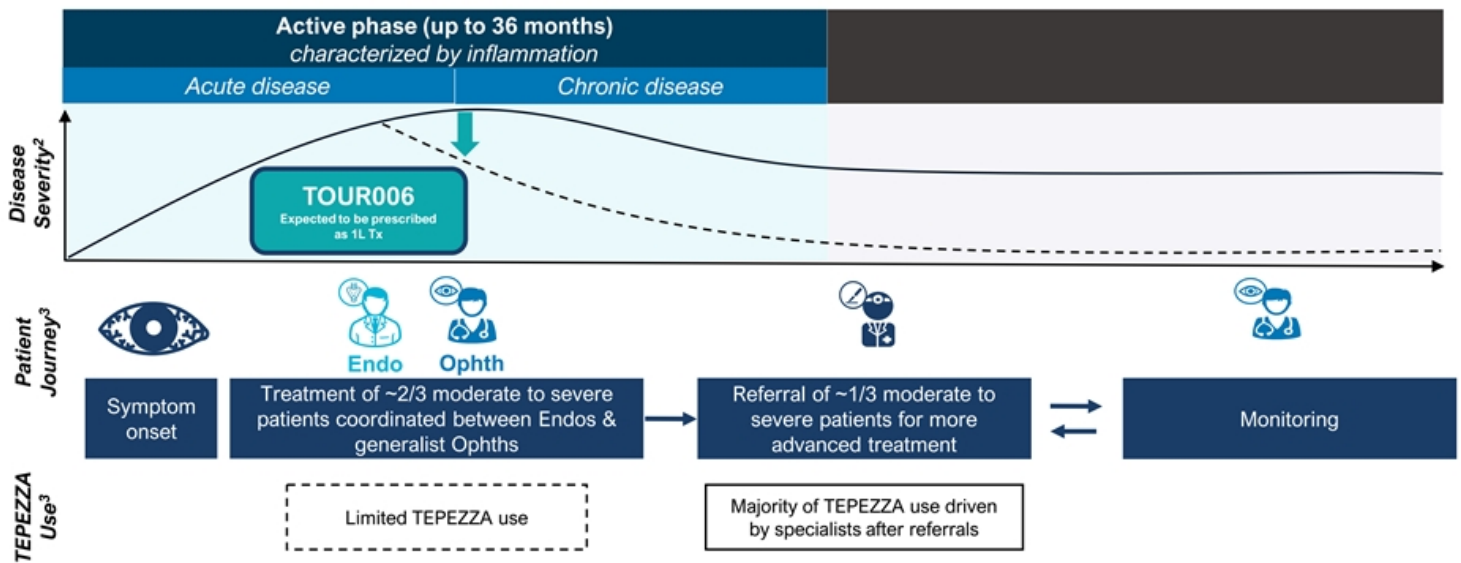 Active phase (up to 36 months)
characterized by inflammation
Acute disease
Chronic disease
Disease
Severity2
TOUR006
Expected to be prescribed
as 1L Tx
Patient
Journey3
Endo
Ophth
Symptom
onset
Treatment of ~2/3 moderate to severe
patients coordinated between Endos &
generalist Ophths
Referral of ~1/3 moderate to
severe patients for more
advanced treatment
Monitoring
TEPEZZA
Use3
Limited TEPEZZA use
Majority of TEPEZZA use driven
by specialists after referrals